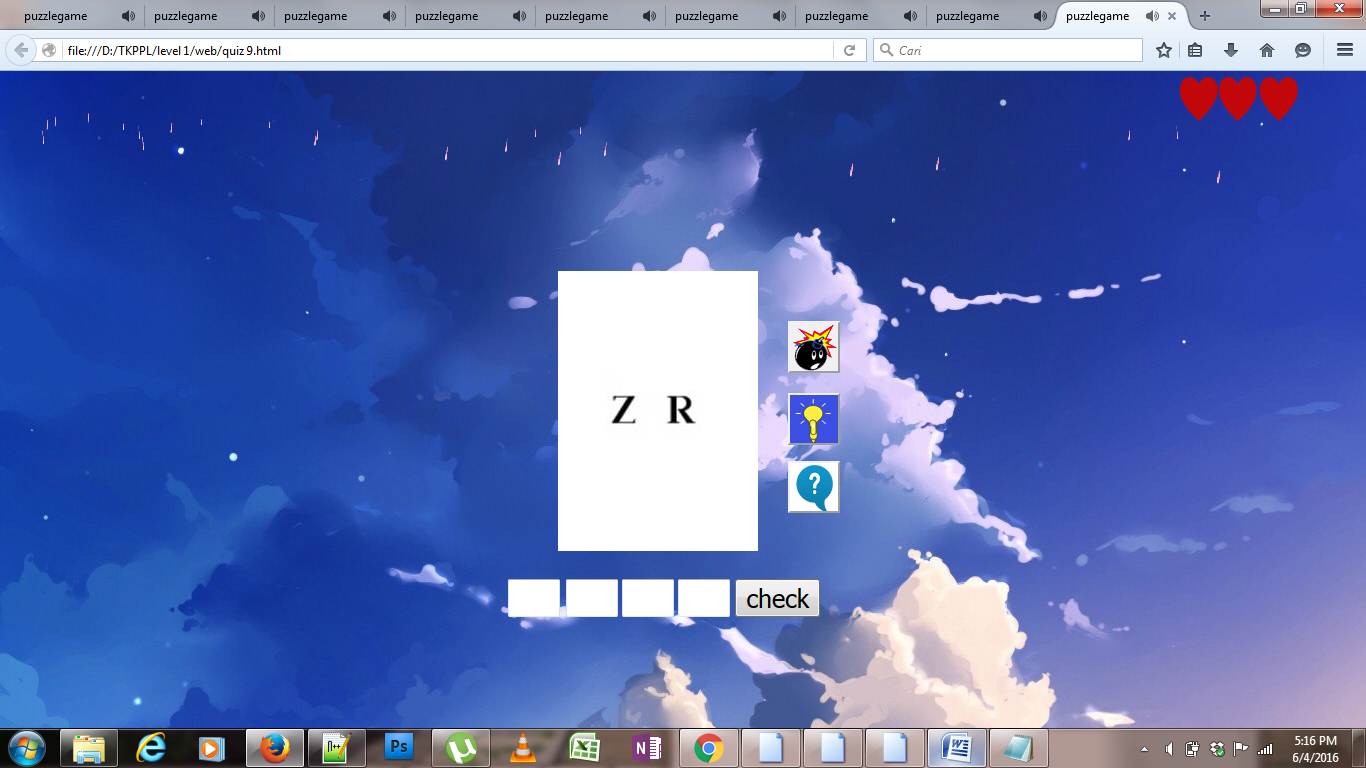 puzzlegame puzzlegame puzzlegame puzzlegame puzzlegame puzzlegame puzzlegame puzzlegame puzzlegame
file:///D:/TKPPL/level 1/web/quiz 9.html
Cari
Z R
?
check
Ps
N
W
5:16 PM
6/4/2016